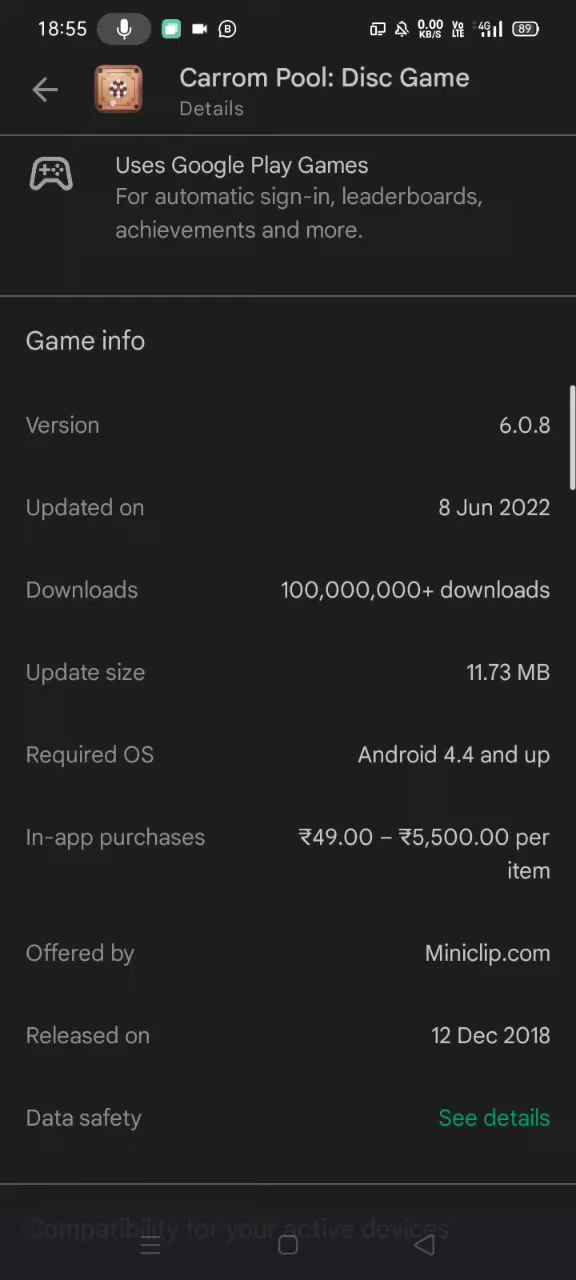 18:55
B
0.00
KB/S
Vo
LTE
4G
89
Carrom Pool: Disc Game
Details
Uses Google Play Games
For automatic sign-in, leaderboards,
achievements and more.
Game info
Version 6.0.8
Updated on 8 Jun 2022
Downloads 100,000,000+ downloads
Update size 11.73 MB
Required OS Android 4.4 and up
In-app purchases ₹49.00 – ₹5,500.00 per
item
Offered by Miniclip.com
Released on 12 Dec 2018
Data safety See details
Compatibility for your active devices